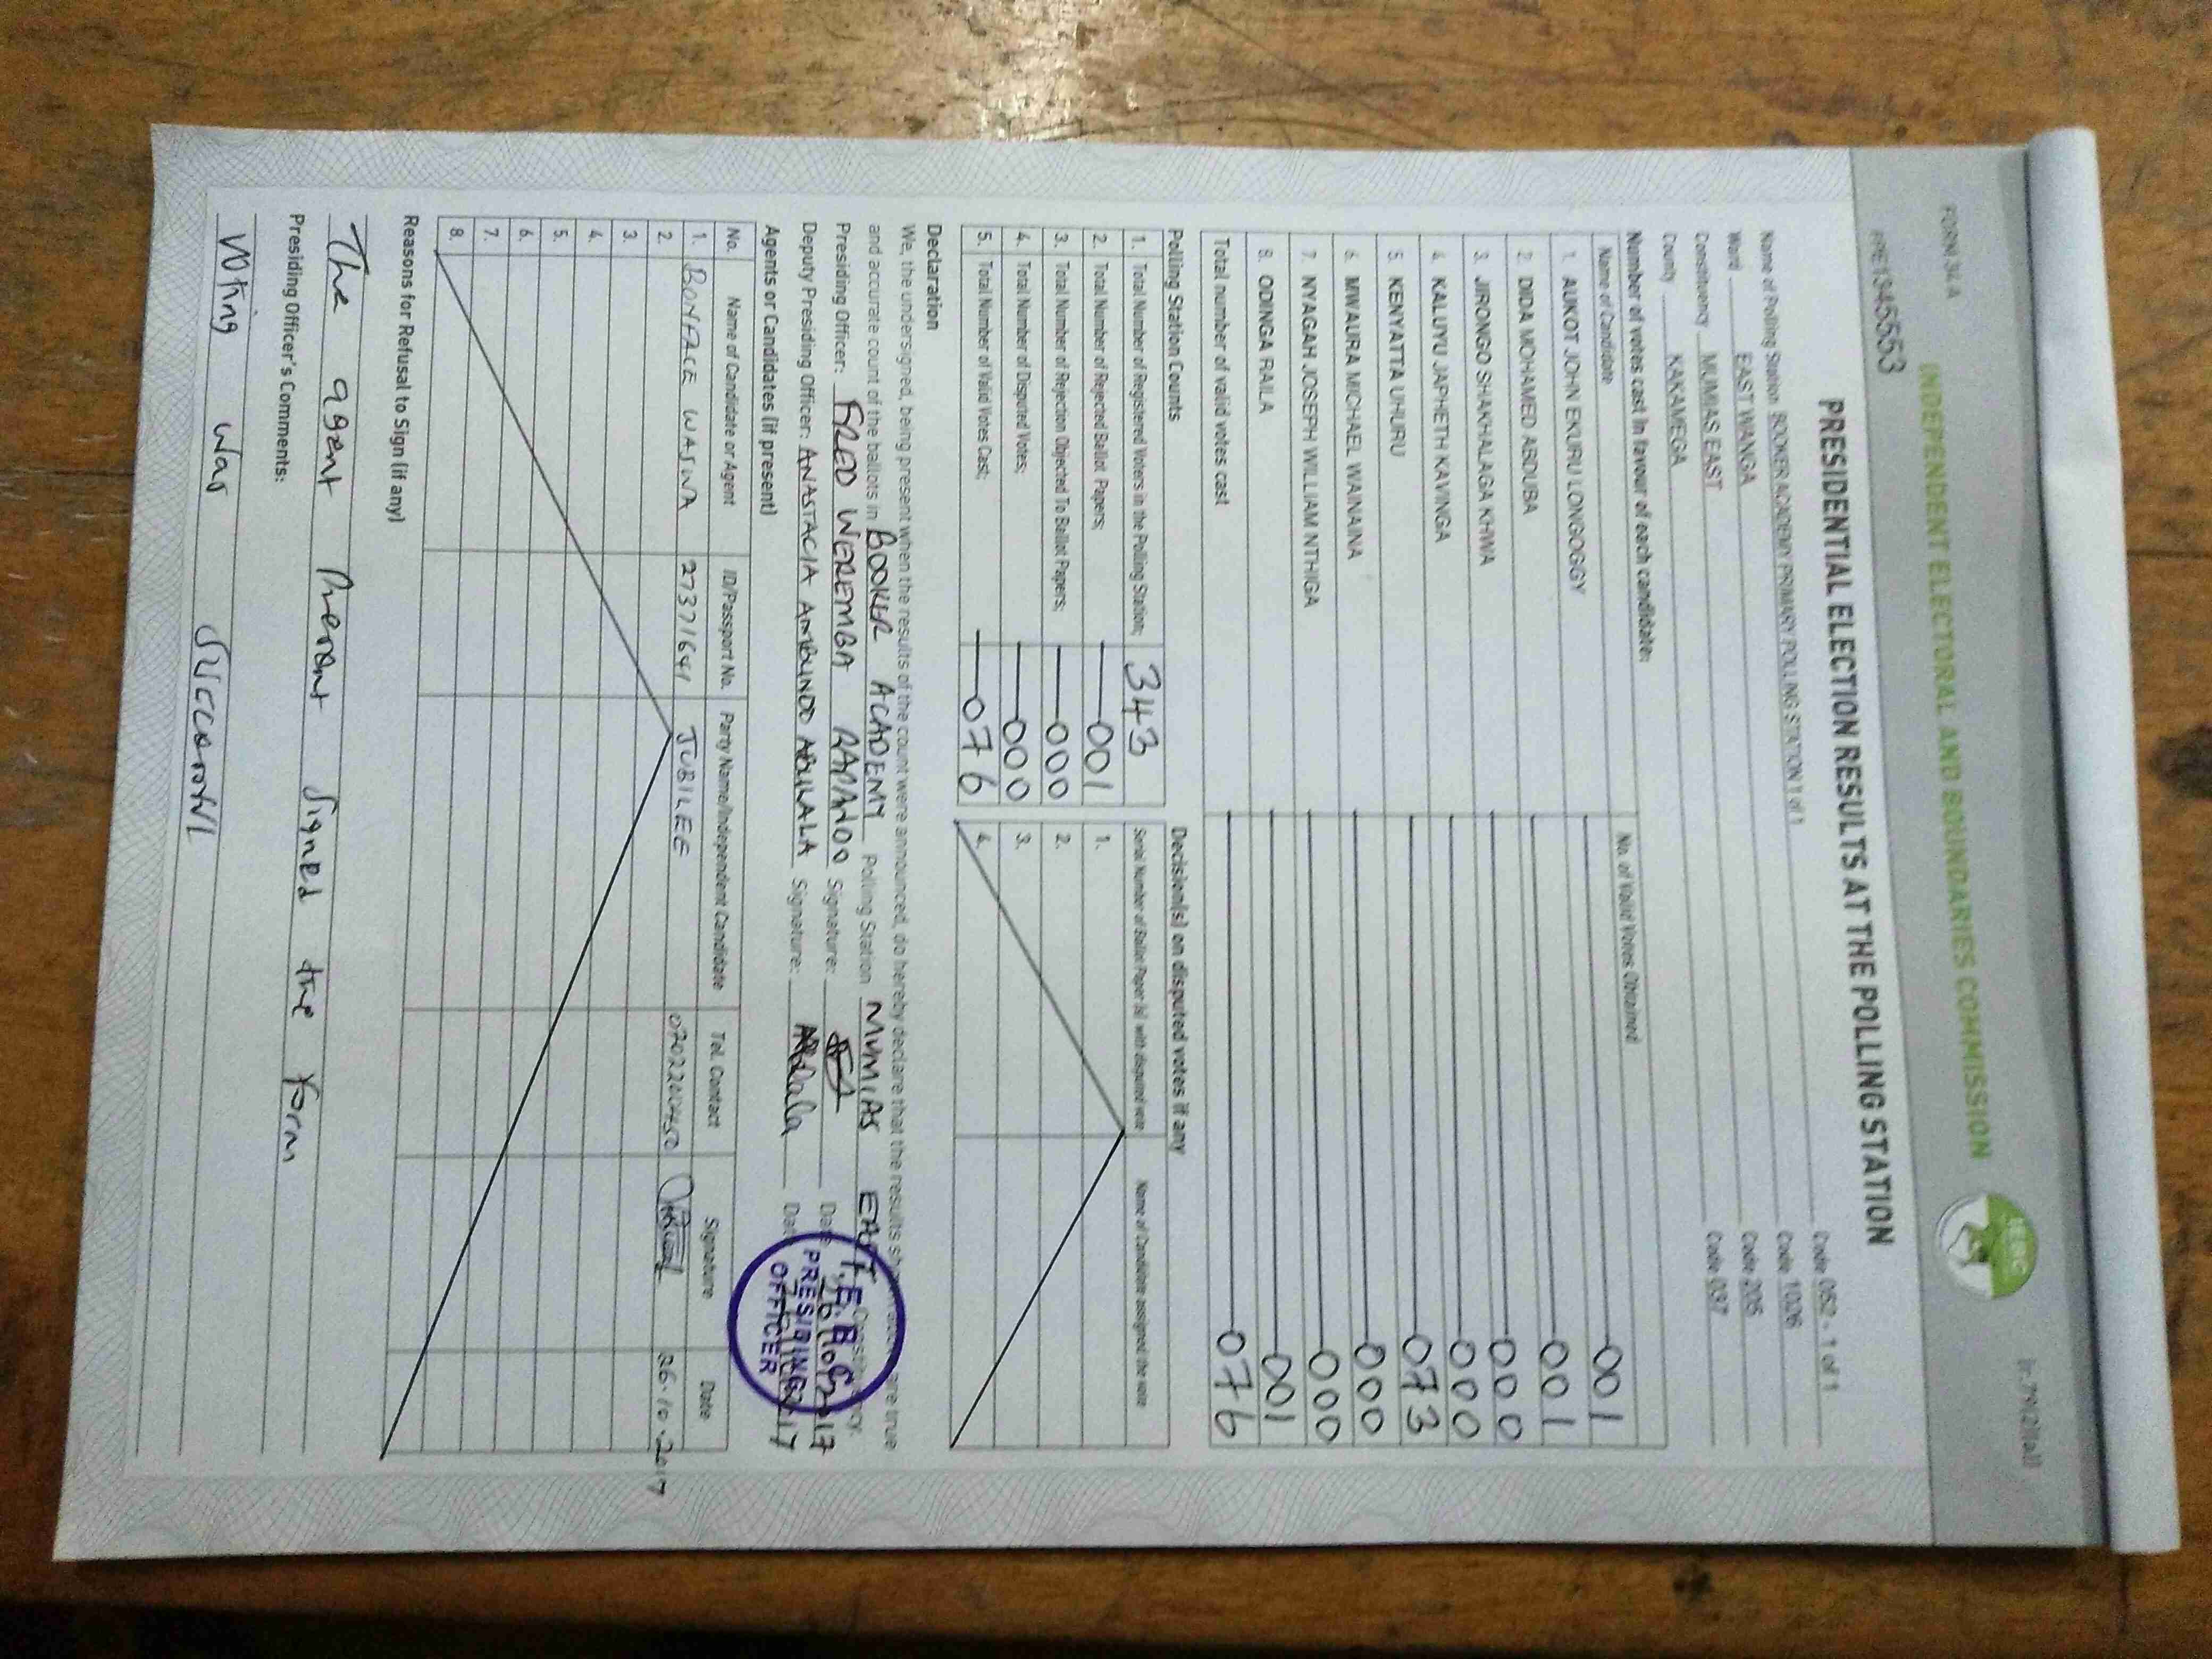 FORM 34 A
INDEPENDENT ELECTORAL AND BOUNDARIES COMMISSION
IEBC
PRE1345553
PRESIDENTIAL ELECTION RESULTS AT THE POLLING STATION
Name of Polling Station BOOKER ACADEMY PRIMARY POLLING STATION 1 of 1 Code 052 - 1 of 1
Ward EAST WANGA Code 1026
Constituency MUMIAS EAST Code 205
County KAKAMEGA Code 037
Number of votes cast in favour of each candidate:
Name of Candidate No. of Valid Votes Obtained
1. AUKOT JOHN EKURU LONGOGGY 001
2. DIDA MOHAMED ABDUBA 001
3. JIRONGO SHAKHALAGA KHWA 000
4. KALUYU JAPHETH KAVINGA 000
5. KENYATTA UHURU 073
6. MWAURA MICHAEL WAINAINA 000
7. NYAGAH JOSEPH WILLIAM NTHIGA 000
8. ODINGA RAILA 001
Total number of valid votes cast 076
Polling Station Counts
1. Total Number of Registered Voters in the Polling Station; 343
2. Total Number of Rejected Ballot Papers; 001
3. Total Number of Rejection Objected To Ballot Papers; 000
4. Total Number of Disputed Votes; 000
5. Total Number of Valid Votes Cast; 076
Decision(s) on disputed votes if any
Serial Number of Ballot Paper (s) with disputed vote Name of Candidate assigned the vote
1.
2.
3.
4.
Declaration
We, the undersigned, being present when the results of the count were announced, do hereby declare that the results are true
and accurate count of the ballots in BOOKER ACADEMY Polling Station MUMIAS EAST Constituency.
Presiding Officer: FRED WEREMBA RAPANDO Signature: Date 26/10/2017
Deputy Presiding Officer: ANASTACIA AMBUNDO ABULALA Signature: Date
I.E.B.C.
PRESIDING
OFFICER
Agents or Candidates (if present)
No. Name of Candidate or Agent ID/Passport No. Party Name/Independent Candidate Tel. Contact Signature Date
1. BONFACE WASWA 27371641 JUBILEE 0702204450 26.10.2017
2.
3.
4.
5.
6.
7.
8.
Reasons for Refusal to Sign (if any)
The agent Present signed the form
Presiding Officer's Comments:
Voting was successful